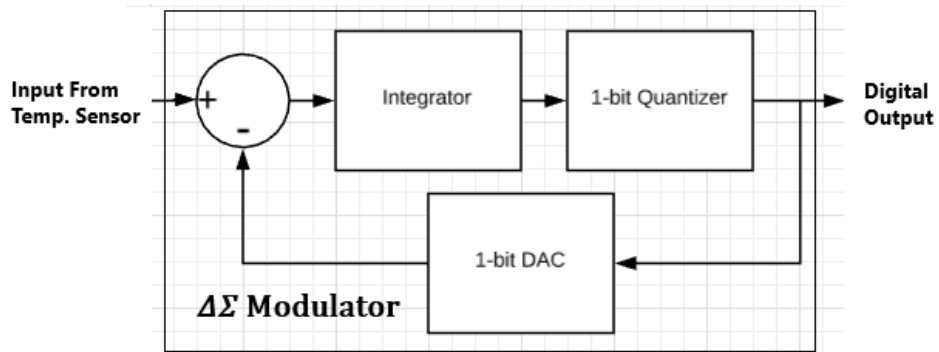 Input From
Temp. Sensor
+
-
Integrator
1-bit Quantizer
Digital
Output
1-bit DAC
ΔΣ Modulator